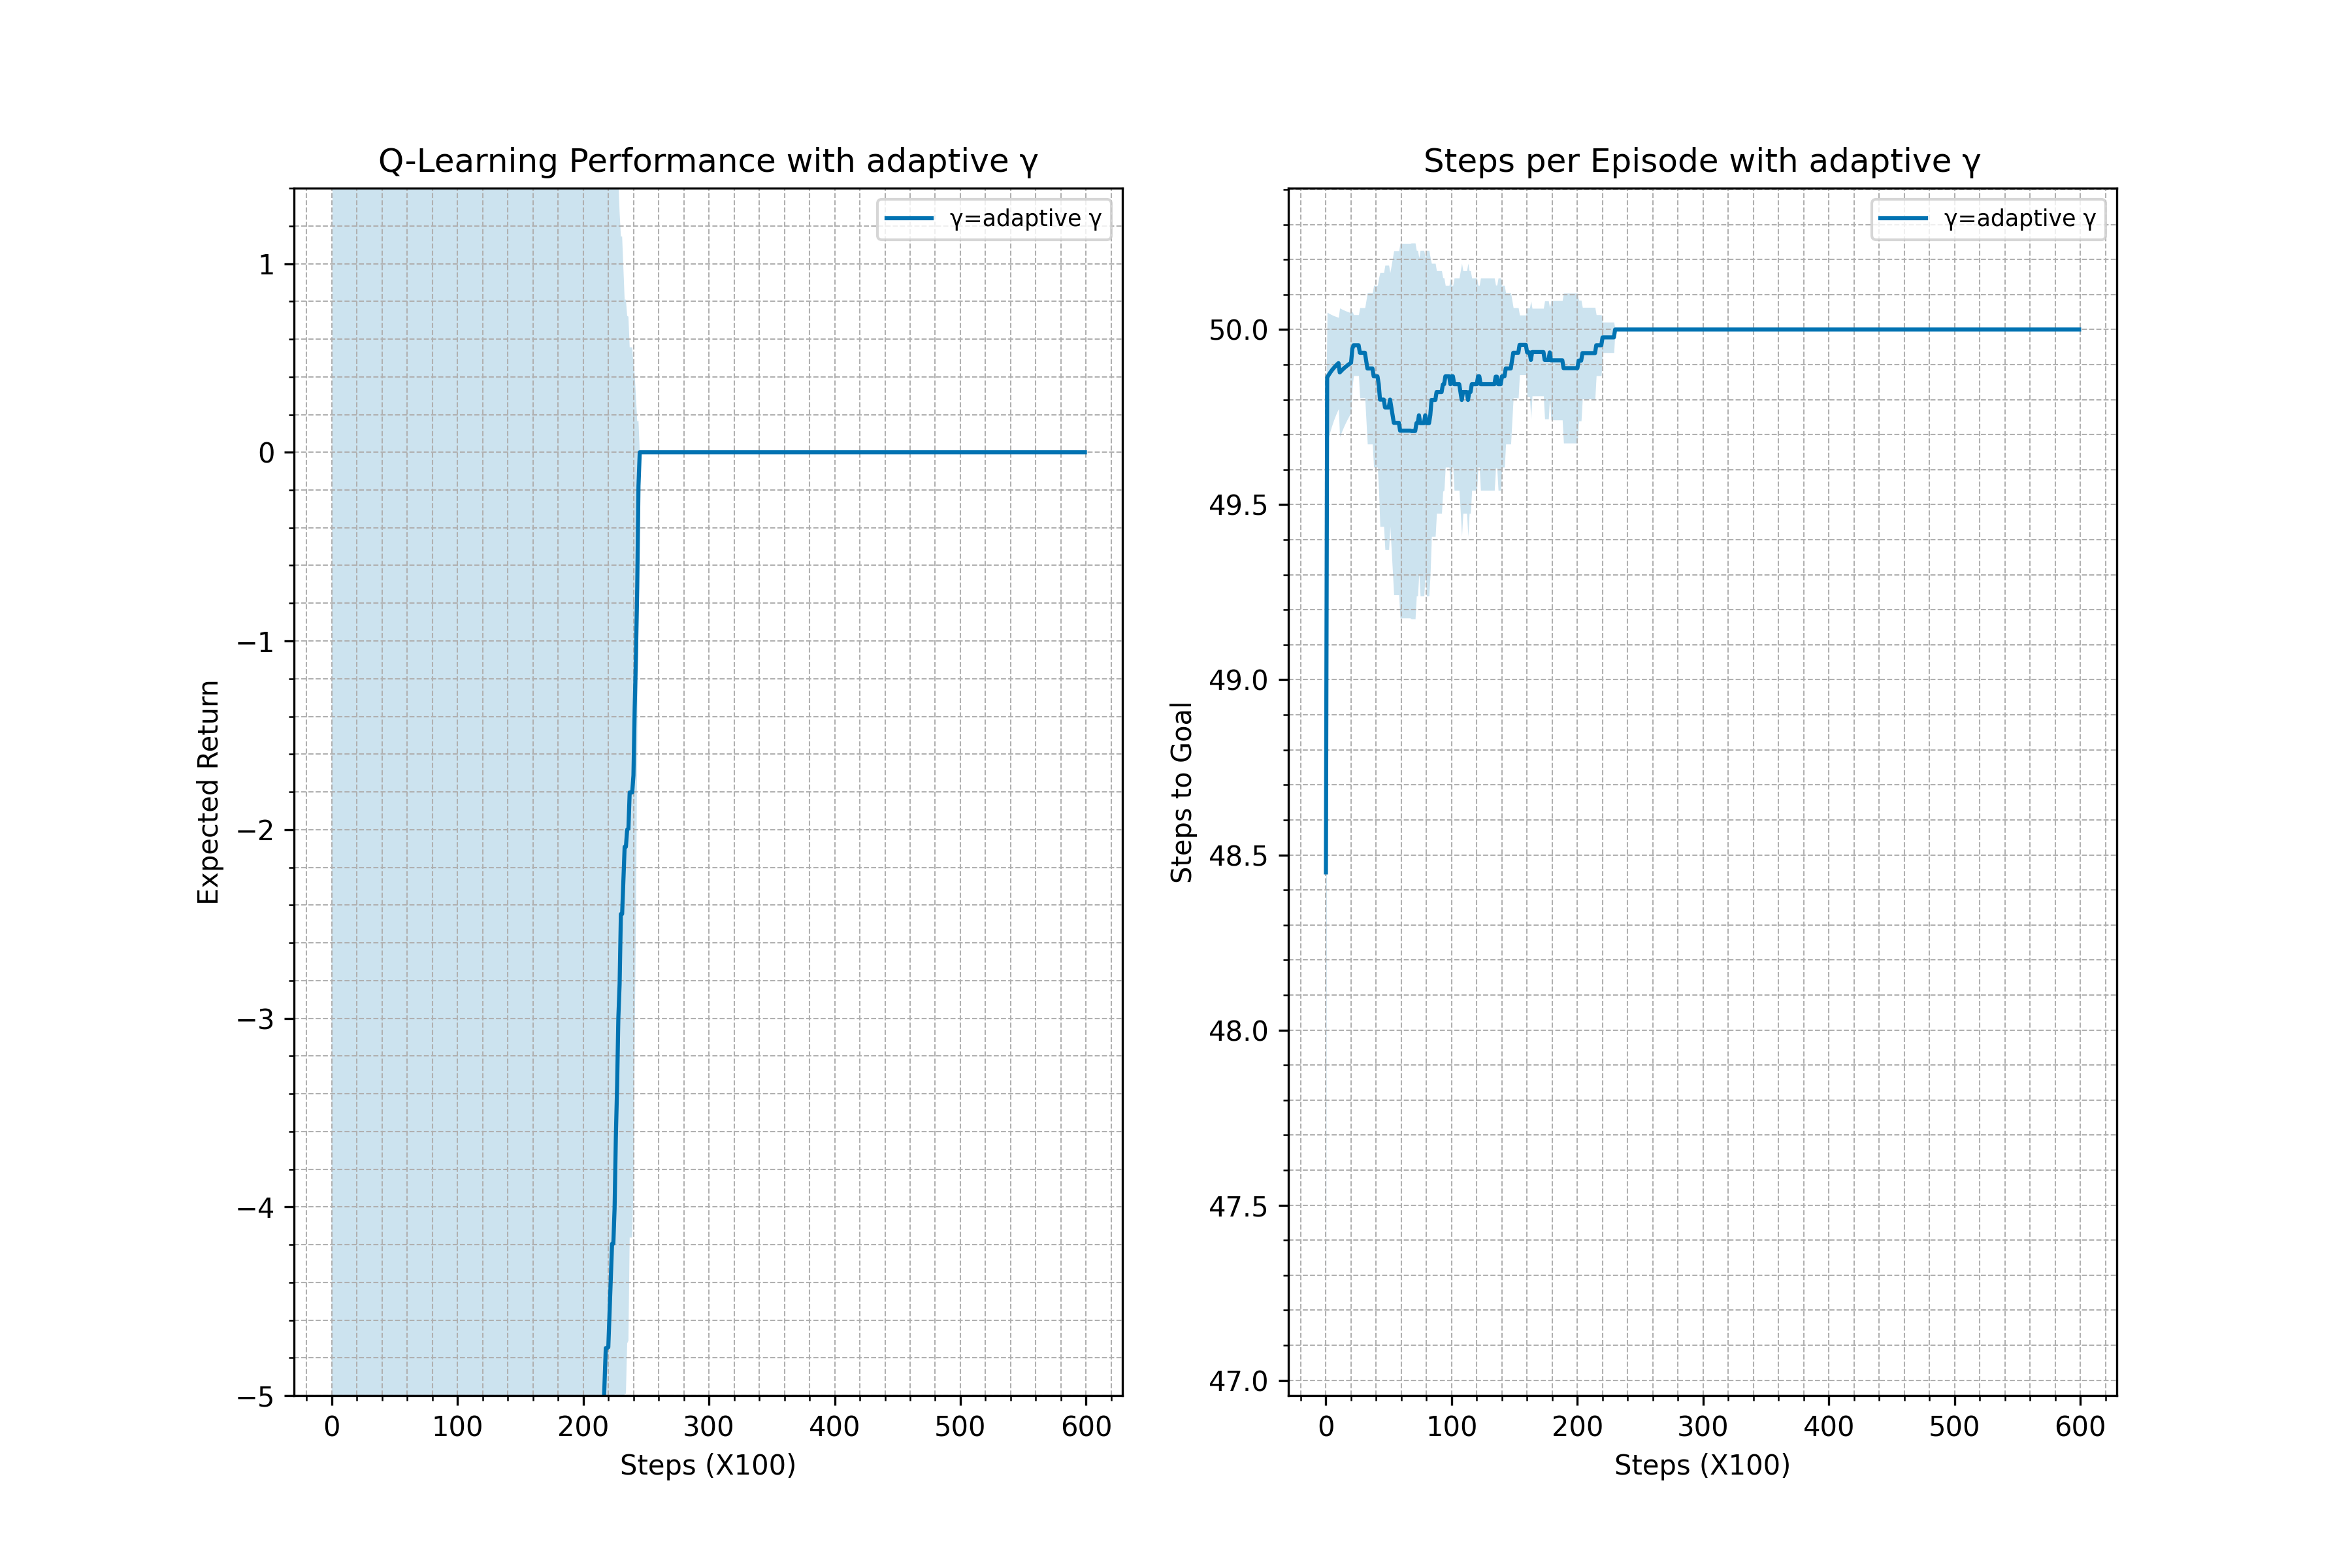 Q-Learning Performance with adaptive γ
γ=adaptive γ
1
0
−1
−2
−3
−4
−5
Expected Return
0 100 200 300 400 500 600
Steps (X100)
Steps per Episode with adaptive γ
γ=adaptive γ
50.0
49.5
49.0
48.5
48.0
47.5
47.0
Steps to Goal
0 100 200 300 400 500 600
Steps (X100)